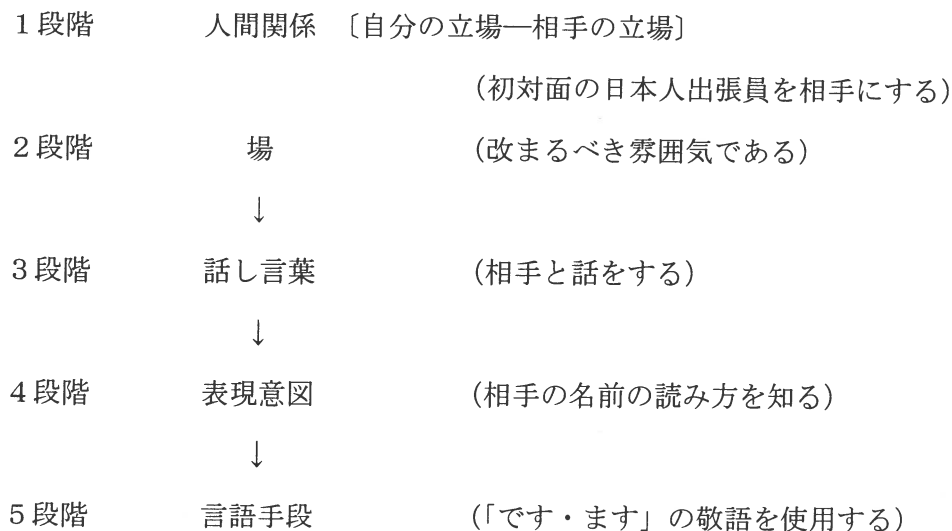 1段階 人間関係 〔自分の立場―相手の立場〕
(初対面の日本人出張員を相手にする)
2段階 場 (改まるべき雰囲気である)
↓
3段階 話し言葉 (相手と話をする)
↓
4段階 表現意図 (相手の名前の読み方を知る)
↓
5段階 言語手段 (「です・ます」の敬語を使用する)